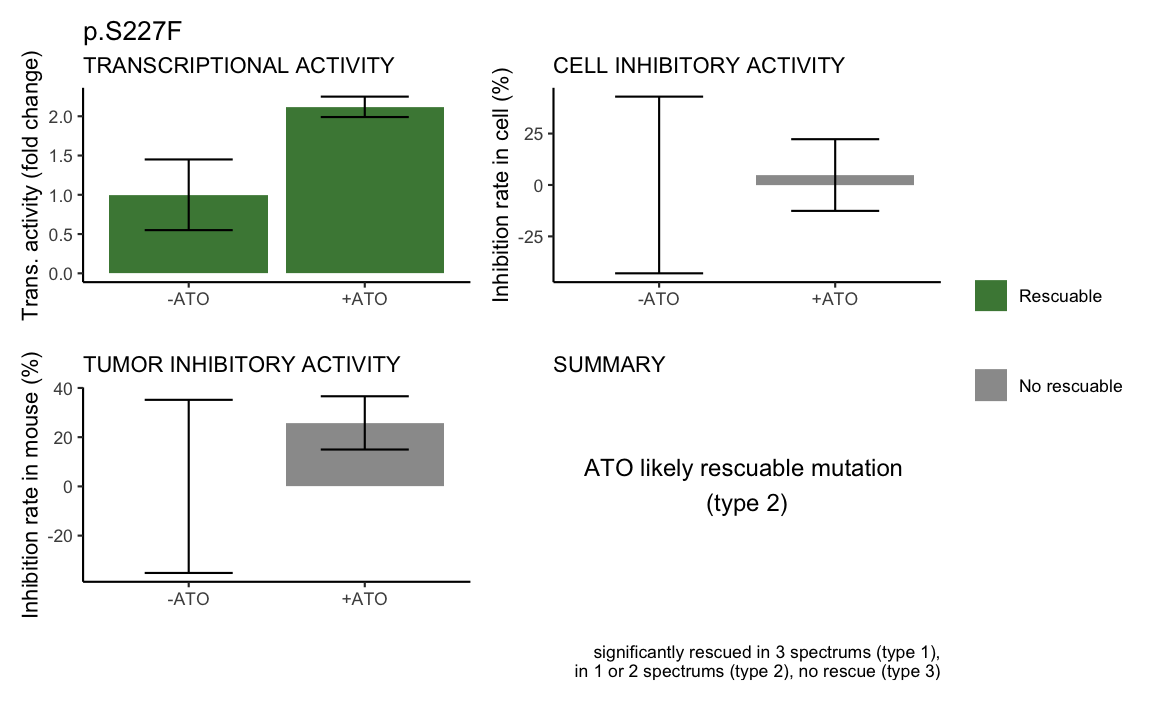 p.S227F
TRANSCRIPTIONAL ACTIVITY
Trans. activity (fold change)
2.0
1.5
1.0
0.5
0.0
-ATO
+ATO
CELL INHIBITORY ACTIVITY
Inhibition rate in cell (%)
25
0
-25
-ATO
+ATO
Rescuable
No rescuable
TUMOR INHIBITORY ACTIVITY
Inhibition rate in mouse (%)
40
20
0
-20
-ATO
+ATO
SUMMARY
ATO likely rescuable mutation
(type 2)
significantly rescued in 3 spectrums (type 1),
in 1 or 2 spectrums (type 2), no rescue (type 3)